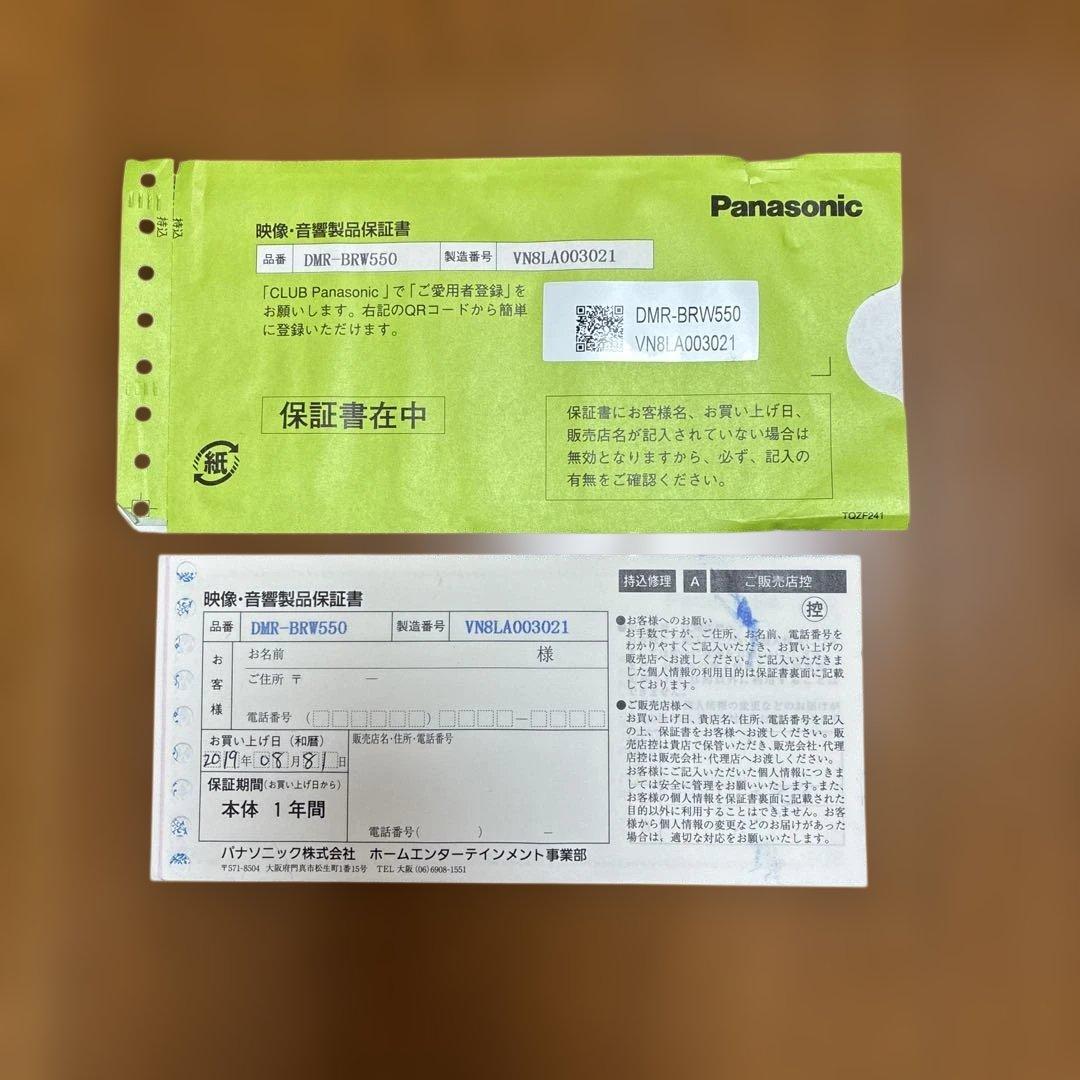 Panasonic
持込
持込
映像・音響製品保証書
品番 DMR-BRW550 製造番号 VN8LA003021
「CLUB Panasonic」で「ご愛用者登録」を
お願いします。右記のQRコードから簡単
に登録いただけます。
DMR-BRW550
VN8LA003021
保証書在中
紙
保証書にお客様名、お買い上げ日、
販売店名が記入されていない場合は
無効となりますから、必ず、記入の
有無をご確認ください。
TQZF241
持込修理 A ご販売店控
控
映像・音響製品保証書
品番 DMR-BRW550 製造番号 VN8LA003021
お客様
お名前 様
ご住所 〒 ―
電話番号 ( ) ―
お買い上げ日(和暦)
2019年08月31日
保証期間(お買い上げ日から)
本体 1年間
販売店名・住所・電話番号
電話番号( ) ―
パナソニック株式会社 ホームエンターテインメント事業部
〒571-8504 大阪府門真市松生町1番15号 TEL 大阪(06)6908-1551
●お客様へのお願い
お手数ですが、ご住所、お名前、電話番号を
わかりやすくご記入いただき、お買い上げの
販売店へお渡しください。ご記入いただきま
した個人情報の利用目的は保証書裏面に記載
しております。
●ご販売店様へ
お買い上げ日、貴店名、住所、電話番号を記入
の上、保証書をお客様へお渡しください。販
売店控は貴店で保管いただき、販売会社・代理
店控は販売会社・代理店へお渡しください。
お客様にご記入いただいた個人情報につきま
しては安全に管理をお願いいたします。また、
お客様の個人情報を保証書裏面に記載された
目的以外に利用することはできません。お客
様から個人情報の変更などのお届けがあった
場合は、適切な対応をお願いいたします。